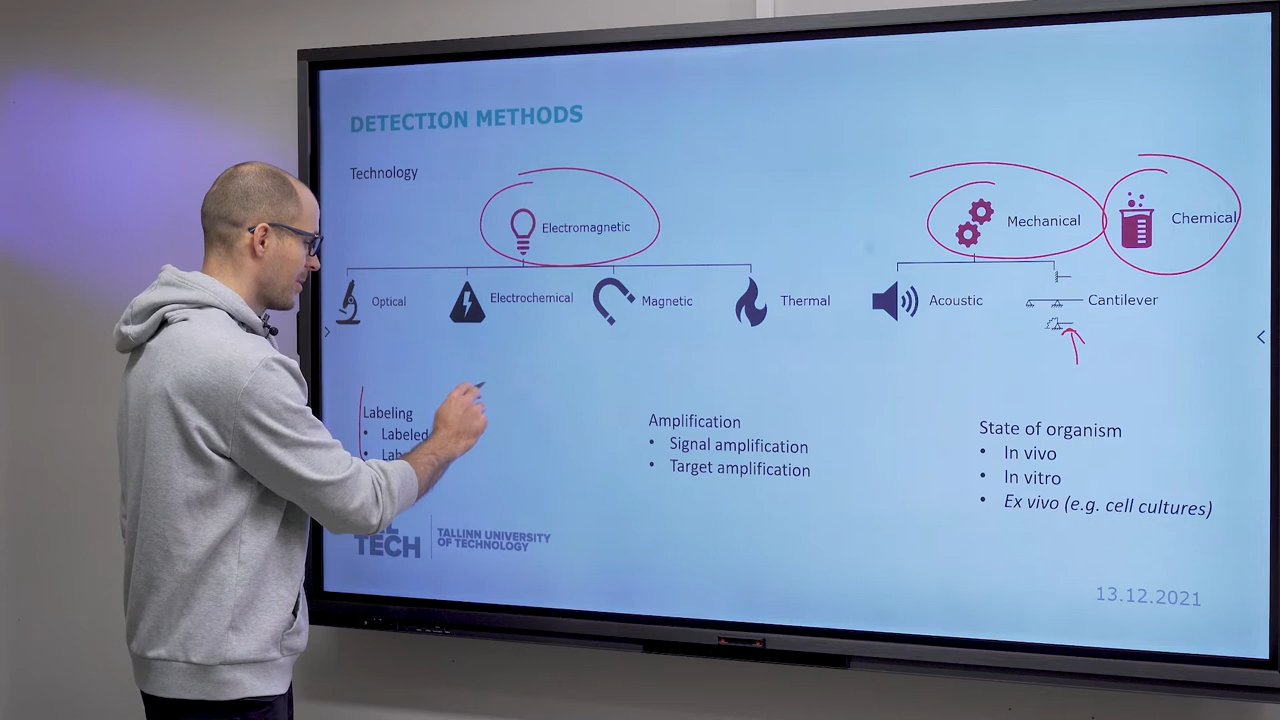 DETECTION METHODS
Technology
Electromagnetic
Mechanical
Chemical
Optical
Electrochemical
Magnetic
Thermal
Acoustic
Cantilever
Labeling
• Labeled
Amplification
• Signal amplification
• Target amplification
State of organism
• In vivo
• In vitro
• Ex vivo (e.g. cell cultures)
TECH
TALLINN UNIVERSITY
OF TECHNOLOGY
13.12.2021